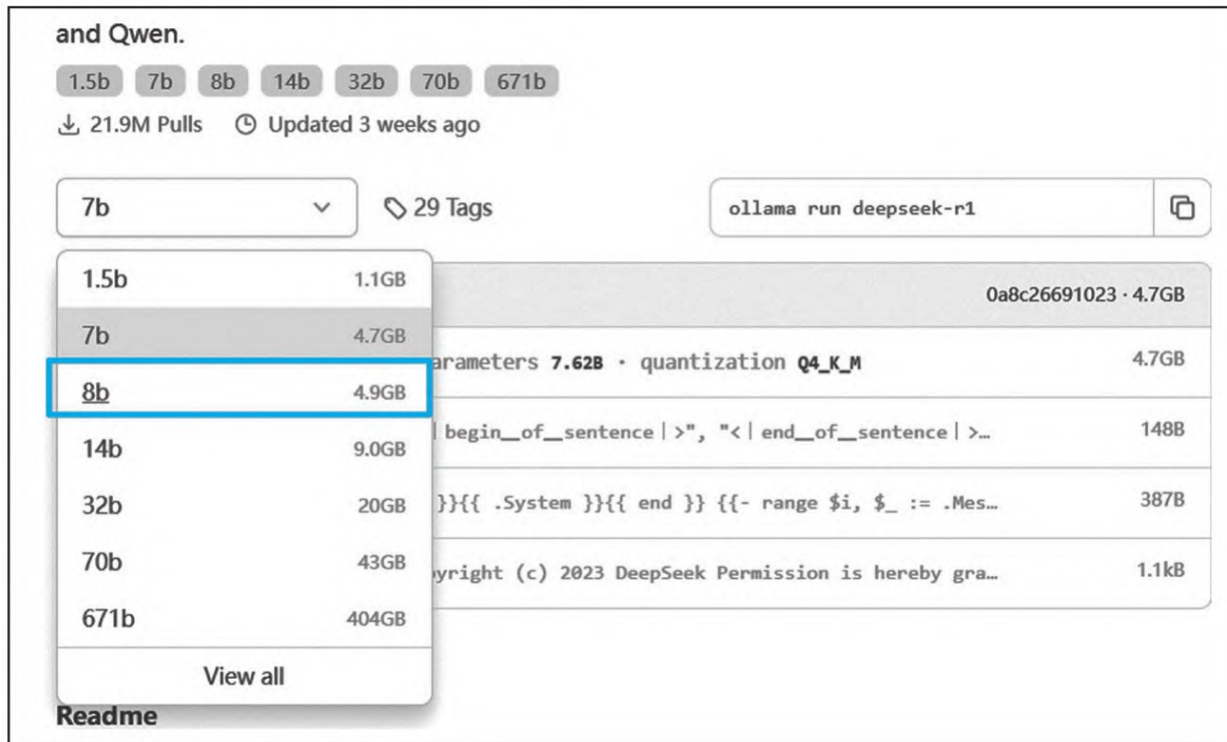 and Qwen.
1.5b 7b 8b 14b 32b 70b 671b
21.9M Pulls Updated 3 weeks ago
7b 29 Tags ollama run deepseek-r1
1.5b 1.1GB
0a8c26691023 · 4.7GB
7b 4.7GB
arameters 7.62B · quantization Q4_K_M 4.7GB
8b 4.9GB
|begin__of__sentence|>", "<|end__of__sentence|>… 148B
14b 9.0GB
32b 20GB
}}{{ .System }}{{ end }} {{- range $i, $_ := .Mes… 387B
70b 43GB
yright (c) 2023 DeepSeek Permission is hereby gra… 1.1kB
671b 404GB
View all
Readme